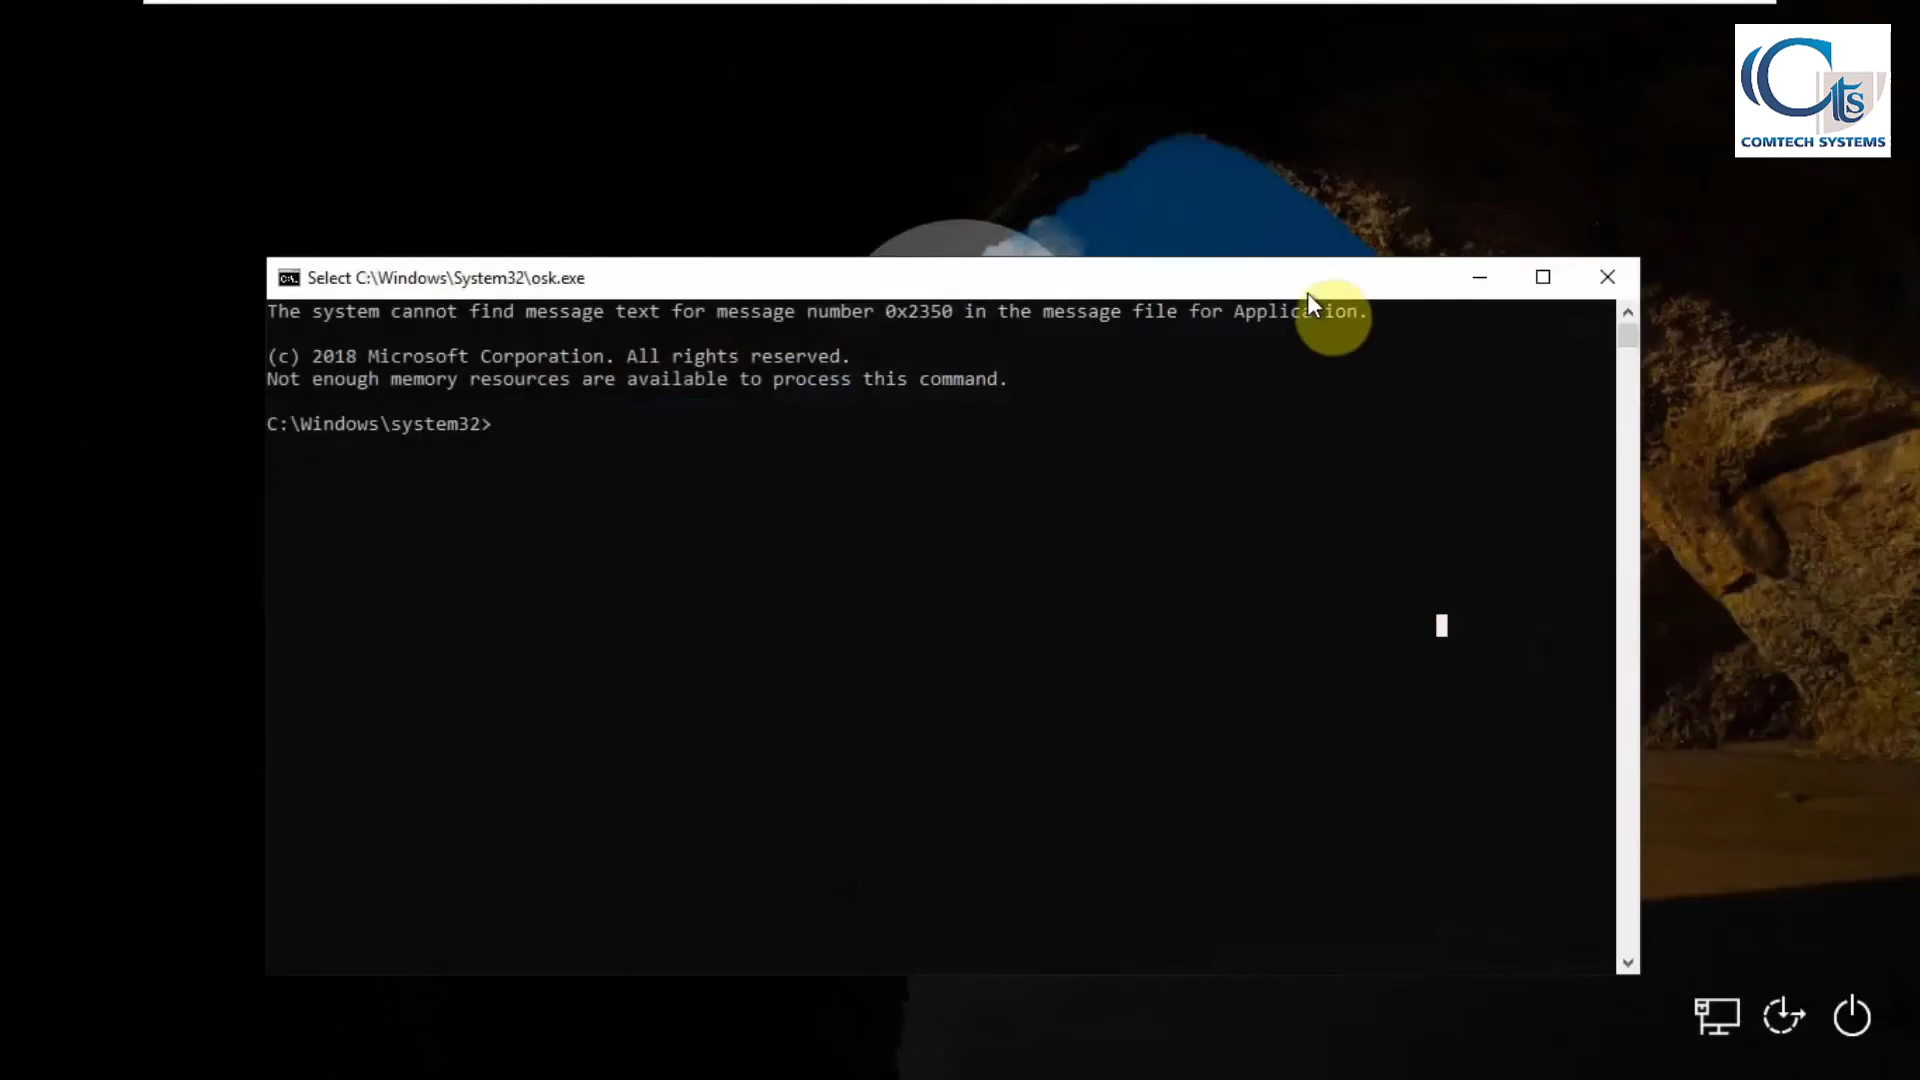 Cts
COMTECH SYSTEMS
C:\. Select C:\Windows\System32\osk.exe
The system cannot find message text for message number 0x2350 in the message file for Application.
(c) 2018 Microsoft Corporation. All rights reserved.
Not enough memory resources are available to process this command.
C:\Windows\system32>